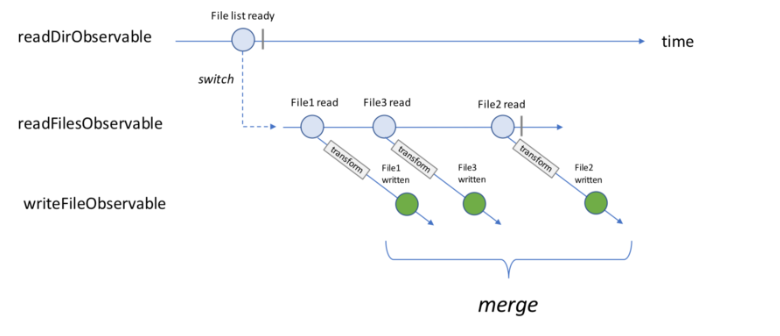 File list ready
readDirObservable
time
switch
File1 read
File3 read
File2 read
readFilesObservable
transform
transform
transform
File1
written
File3
written
File2
written
writeFileObservable
merge